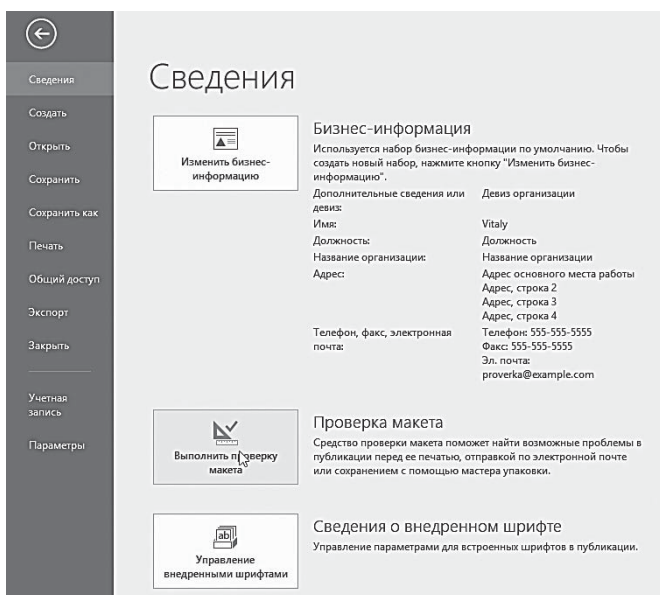 Сведения
Создать
Открыть
Сохранить
Сохранить как
Печать
Общий доступ
Экспорт
Закрыть
Учетная
запись
Параметры
Сведения
Изменить бизнес-
информацию
Бизнес-информация
Используется набор бизнес-информации по умолчанию. Чтобы
создать новый набор, нажмите кнопку "Изменить бизнес-
информацию".
Дополнительные сведения или Девиз организации
девиз:
Имя: Vitaly
Должность: Должность
Название организации: Название организации
Адрес: Адрес основного места работы
Адрес, строка 2
Адрес, строка 3
Адрес, строка 4
Телефон, факс, электронная Телефон: 555-555-5555
почта: Факс: 555-555-5555
Эл. почта:
proverka@example.com
Выполнить проверку
макета
Проверка макета
Средство проверки макета поможет найти возможные проблемы в
публикации перед ее печатью, отправкой по электронной почте
или сохранением с помощью мастера упаковки.
ab
Управление
внедренными шрифтами
Сведения о внедренном шрифте
Управление параметрами для встроенных шрифтов в публикации.